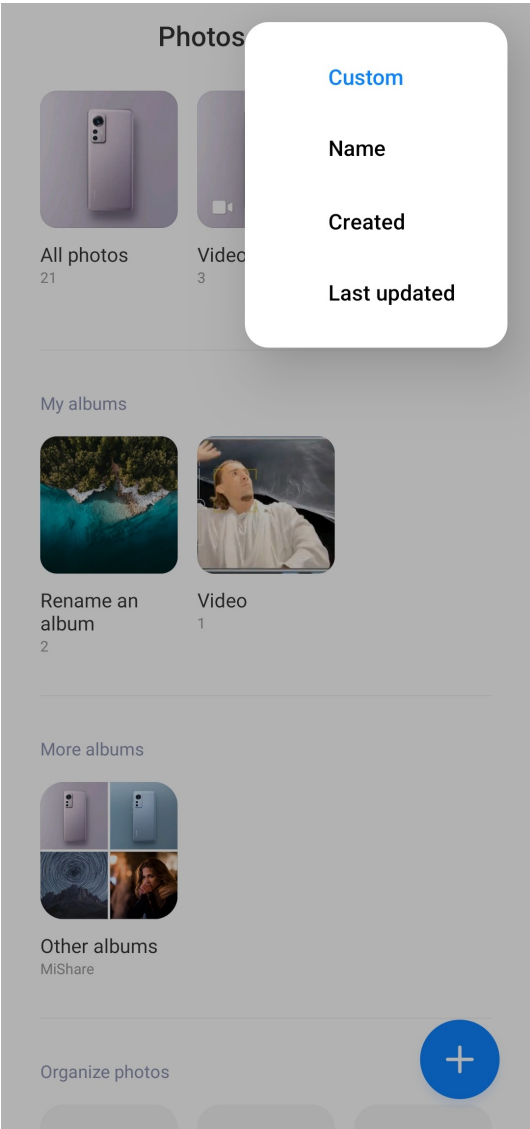 Photos
Custom
Name
Created
Last updated
All photos
21
Video
3
My albums
Rename an
album
2
Video
1
More albums
Other albums
MiShare
Organize photos